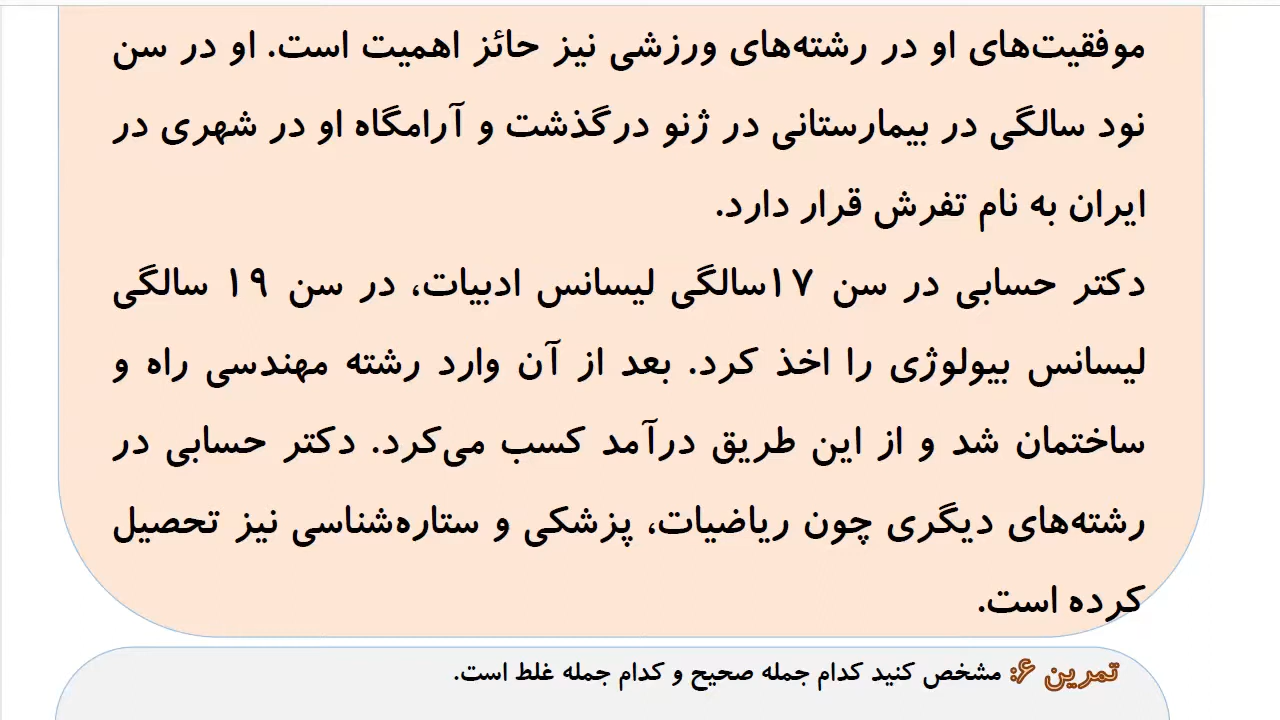 موفقیت‌های او در رشته‌های ورزشی نیز حائز اهمیت است. او در سن
نود سالگی در بیمارستانی در ژنو درگذشت و آرامگاه او در شهری در
ایران به نام تفرش قرار دارد.
دکتر حسابی در سن ۱۷سالگی لیسانس ادبیات، در سن ۱۹ سالگی
لیسانس بیولوژی را اخذ کرد. بعد از آن وارد رشته مهندسی راه و
ساختمان شد و از این طریق درآمد کسب می‌کرد. دکتر حسابی در
رشته‌های دیگری چون ریاضیات، پزشکی و ستاره‌شناسی نیز تحصیل
کرده است.
تمرین ۶: مشخص کنید کدام جمله صحیح و کدام جمله غلط است.